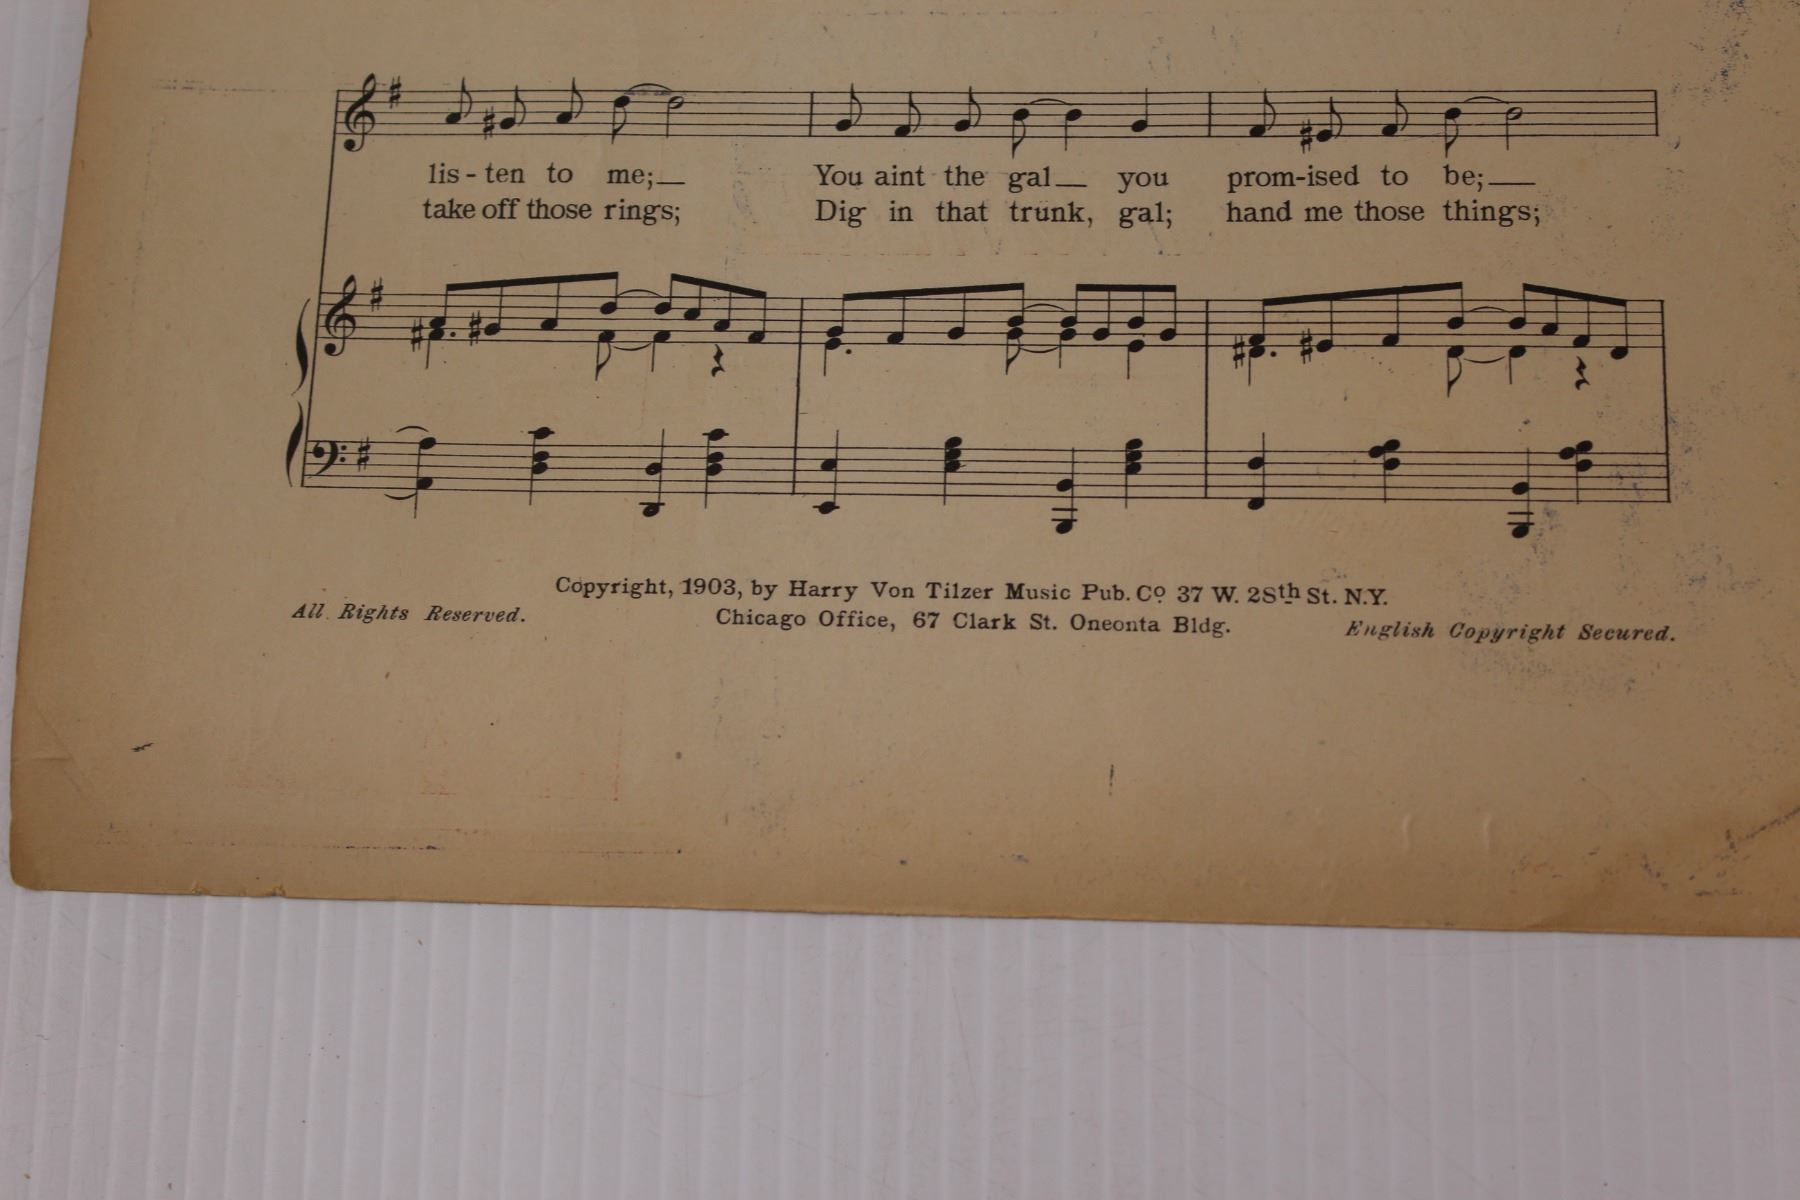 lis - ten to me; You aint the gal you prom-ised to be;
take off those rings; Dig in that trunk, gal; hand me those things;
Copyright, 1903, by Harry Von Tilzer Music Pub. Co 37 W. 28th St. N.Y.
All Rights Reserved. Chicago Office, 67 Clark St. Oneonta Bldg. English Copyright Secured.